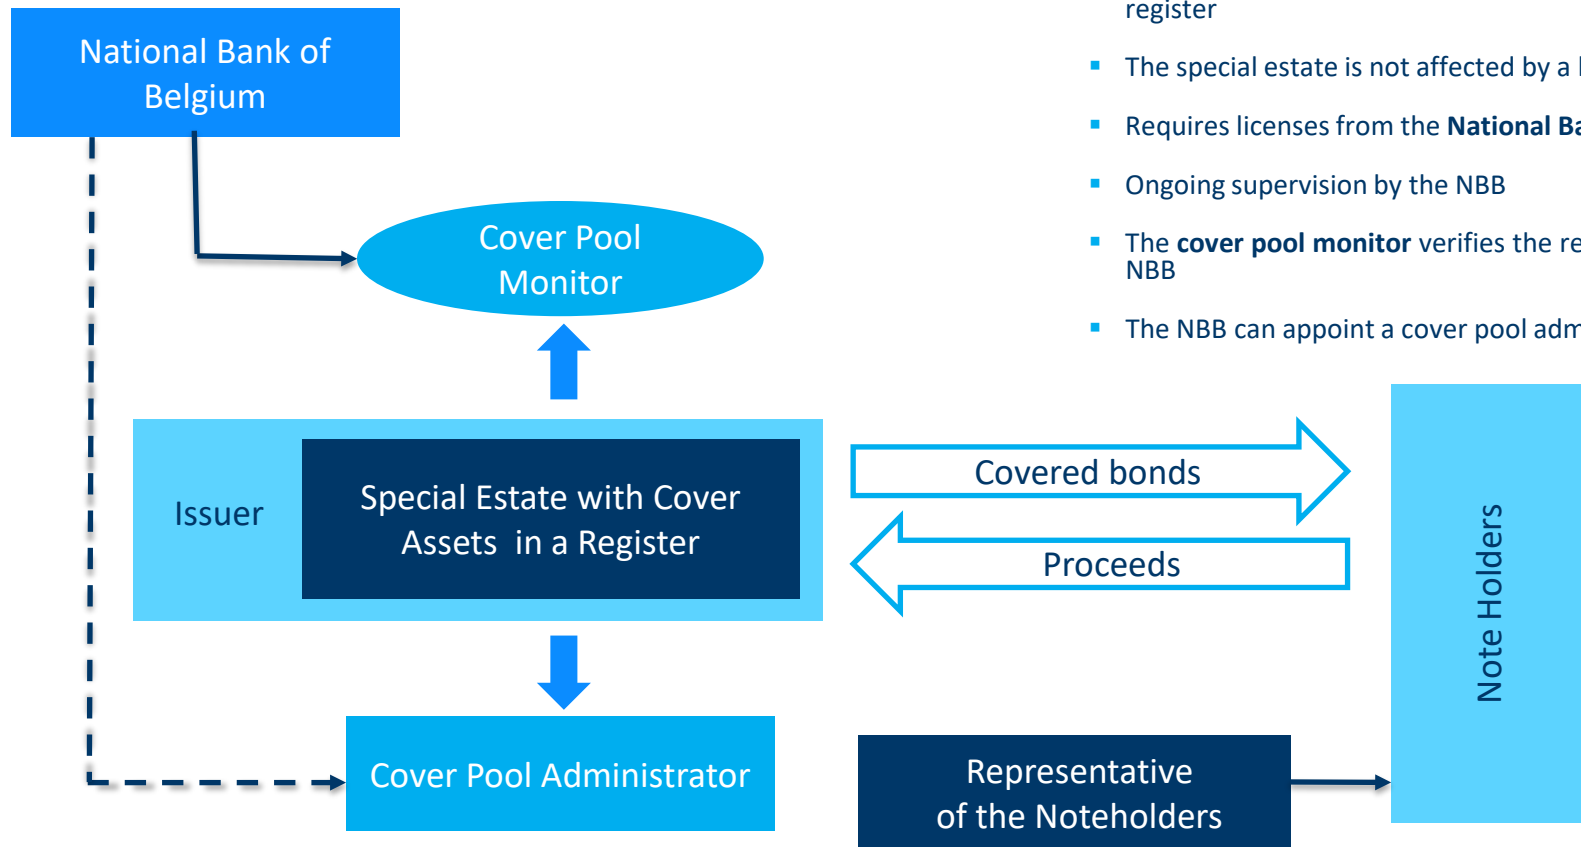 register
The special estate is not affected by a
Requires licenses from the National
Ongoing supervision by the NBB
The cover pool monitor verifies the
NBB
The NBB can appoint a cover pool
National Bank of
Belgium
Cover Pool
Monitor
Issuer
Special Estate with Cover
Assets in a Register
Covered bonds
Proceeds
Note Holders
Cover Pool Administrator
Representative
of the Noteholders